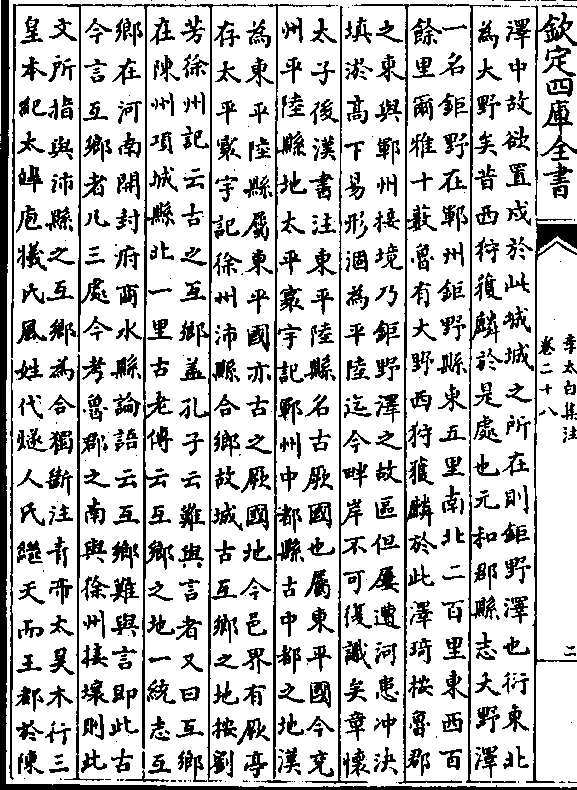 欽定四庫全書
李太白集注
卷二十八
二
澤中故欲置戍於此城城之所在則鉅野澤也衍東北
為大野矣昔西狩獲麟於是處也元和郡縣志大野澤
一名鉅野在鄆州鉅野縣東五里南北二百里東西百
餘里爾雅十藪魯有大野西狩獲麟於此澤琦按魯郡
之東與鄆州接境乃鉅野澤之故區但屢遭河患冲決
填淤高下易形涸為平陸迄今畔岸不可復識矣章懷
太子後漢書注東平陸縣名古厥國也屬東平國今兗
州平陸縣地太平寰宇記鄆州中都縣古中都之地漢
為東平陸縣屬東平國亦古之厥國地今邑界有厥亭
存太平寰宇記徐州沛縣合鄉故城古互鄉之地按劉
芳徐州記云古之互鄉蓋孔子云難與言者又曰互鄉
在陳州項城縣北一里古老傳云互鄉之地一統志互
鄉在河南開封府商水縣論語云互鄉難與言即此古
今言互鄉者凡三處今考魯郡之南與徐州接壤則此
文所指與沛縣之互鄉為合獨斷注青帝太昊木行三
皇本紀太皞庖犧氏風姓代燧人氏繼天而王都於陳